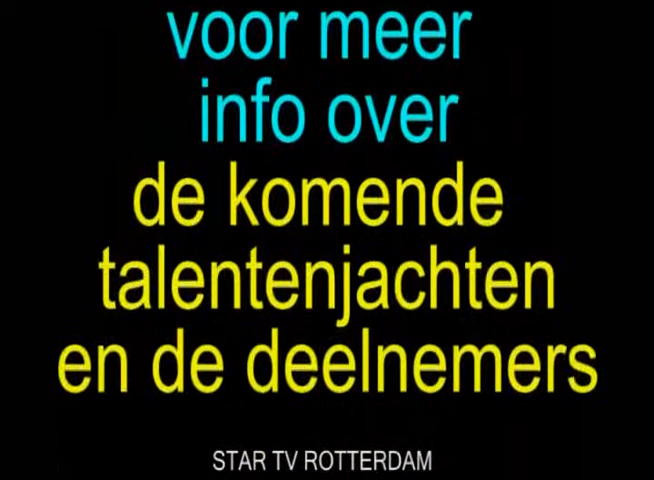 voor meer
info over
de komende
talentenjachten
en de deelnemers
STAR TV ROTTERDAM